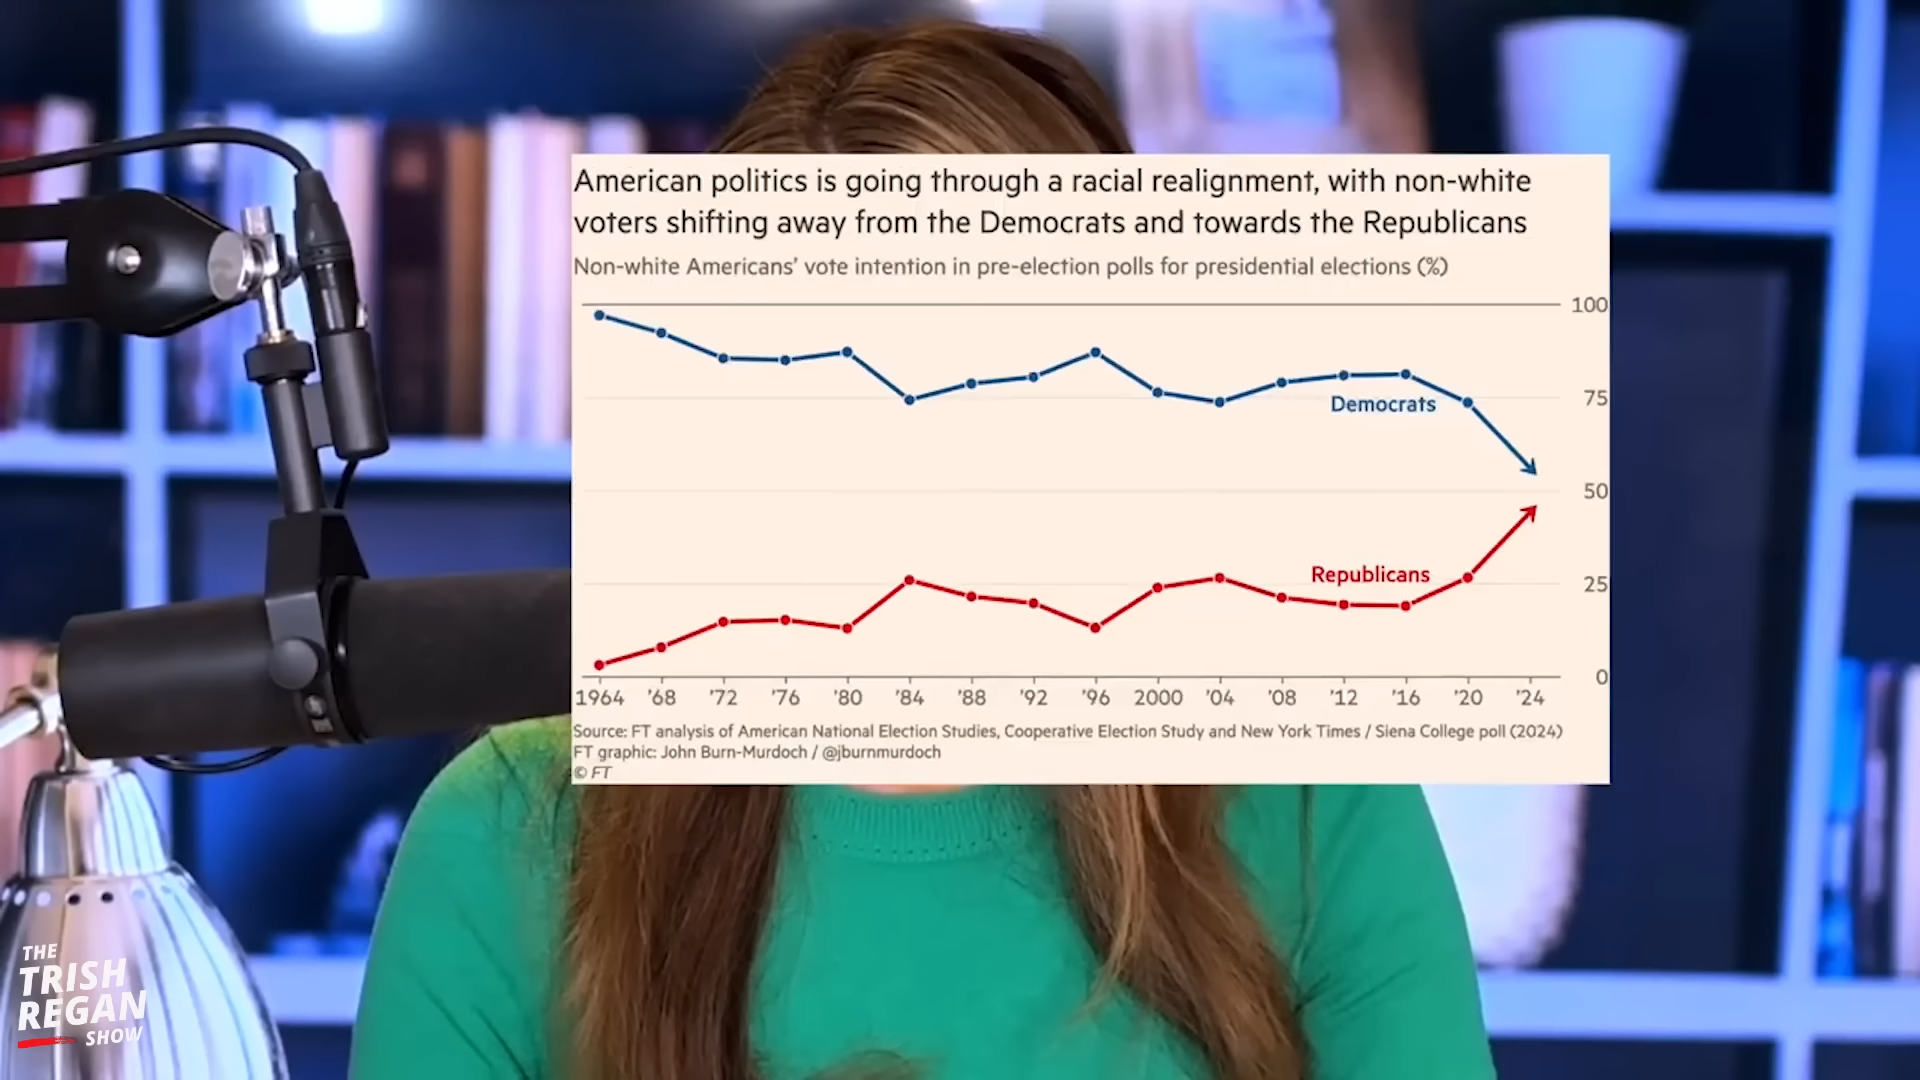 American politics is going through a racial realignment, with non-white
voters shifting away from the Democrats and towards the Republicans
Non-white Americans' vote intention in pre-election polls for presidential elections (%)
100
Democrats
75
50
Republicans
25
0
1964 '68 '72 '76 '80 '84 '88 '92 '96 2000 '04 '08 '12 '16 '20 '24
Source: FT analysis of American National Election Studies, Cooperative Election Study and New York Times / Siena College poll (2024)
FT graphic: John Burn-Murdoch / @jburnmurdoch
© FT
THE
TRISH
REGAN
SHOW